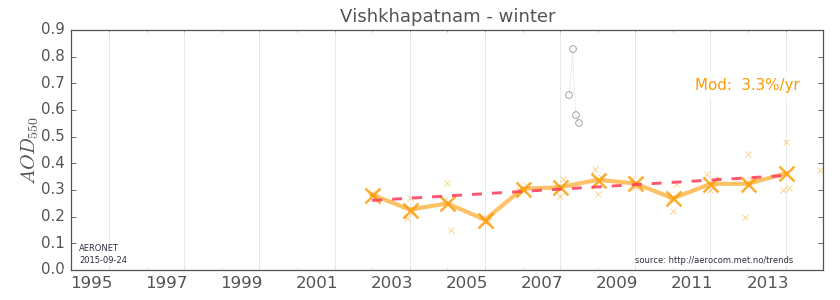 Vishkhapatnam - winter
0.9
0.8
0.7
0.6
0.5
0.4
0.3
0.2
0.1
0.0
AOD550
Mod: 3.3%/yr
AERONET
2015-09-24
source: http://aerocom.met.no/trends
1995 1997 1999 2001 2003 2005 2007 2009 2011 2013